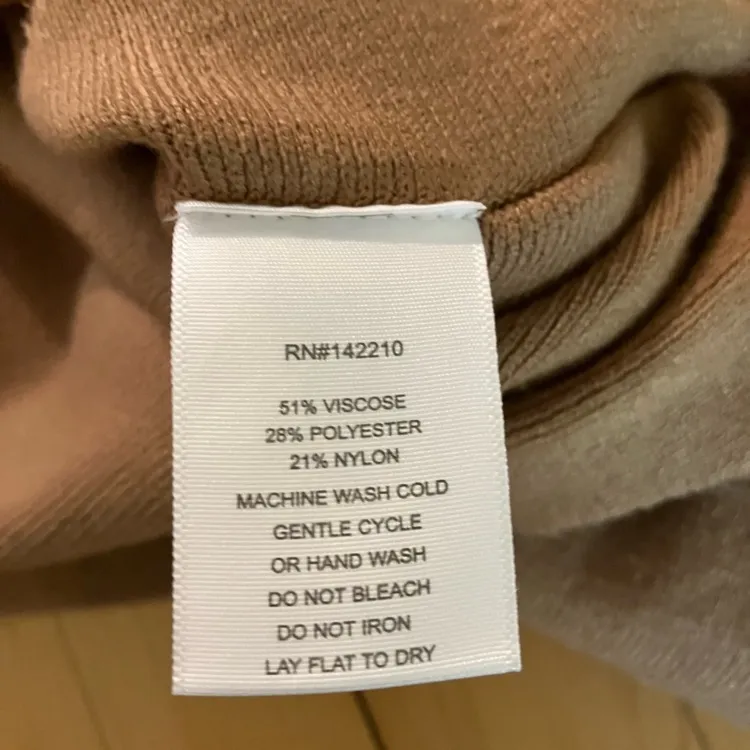 RN#142210
51% VISCOSE
28% POLYESTER
21% NYLON
MACHINE WASH COLD
GENTLE CYCLE
OR HAND WASH
DO NOT BLEACH
DO NOT IRON
LAY FLAT TO DRY